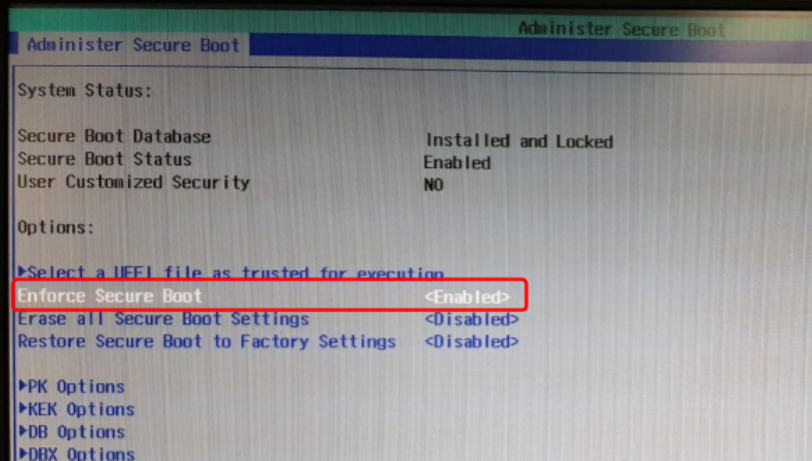 Administer Secure Boot
Administer Secure Boot
System Status:
Secure Boot Database Installed and Locked
Secure Boot Status Enabled
User Customized Security NO
Options:
▶Select a UEFI file as trusted for execution
Enforce Secure Boot <Enabled>
Erase all Secure Boot Settings <Disabled>
Restore Secure Boot to Factory Settings <Disabled>
▶PK Options
▶KEK Options
▶DB Options
▶DBX Options